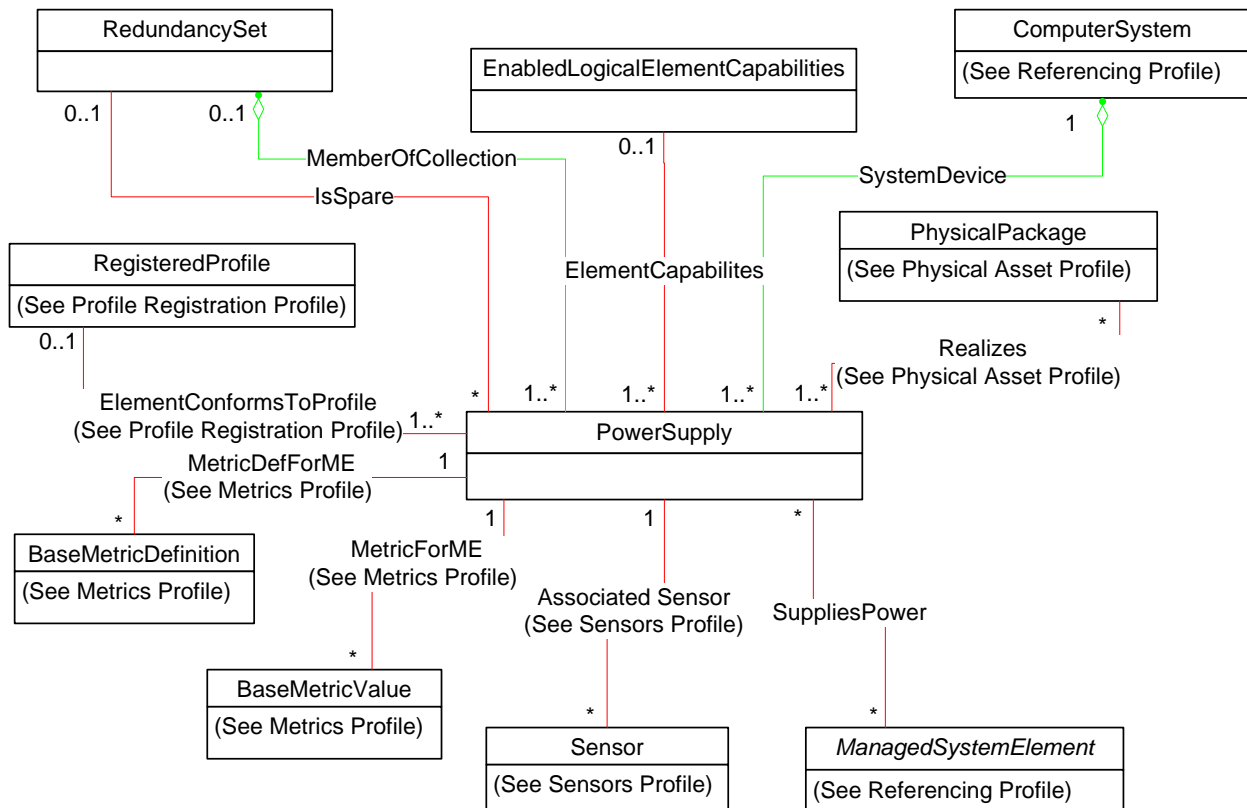 RedundancySet
ComputerSystem
(See Referencing Profile)
EnabledLogicalElementCapabilities
0..1
0..1
1
0..1
MemberOfCollection
SystemDevice
IsSpare
PhysicalPackage
(See Physical Asset Profile)
RegisteredProfile
(See Profile Registration Profile)
ElementCapabilites
*
0..1
Realizes
(See Physical Asset Profile)
ElementConformsToProfile
(See Profile Registration Profile)
*
1..*
1..*
1..*
1..*
1..*
PowerSupply
MetricDefForME
(See Metrics Profile)
1
*
1
1
*
BaseMetricDefinition
(See Metrics Profile)
MetricForME
(See Metrics Profile)
Associated Sensor
(See Sensors Profile)
SuppliesPower
*
BaseMetricValue
(See Metrics Profile)
*
*
Sensor
(See Sensors Profile)
ManagedSystemElement
(See Referencing Profile)